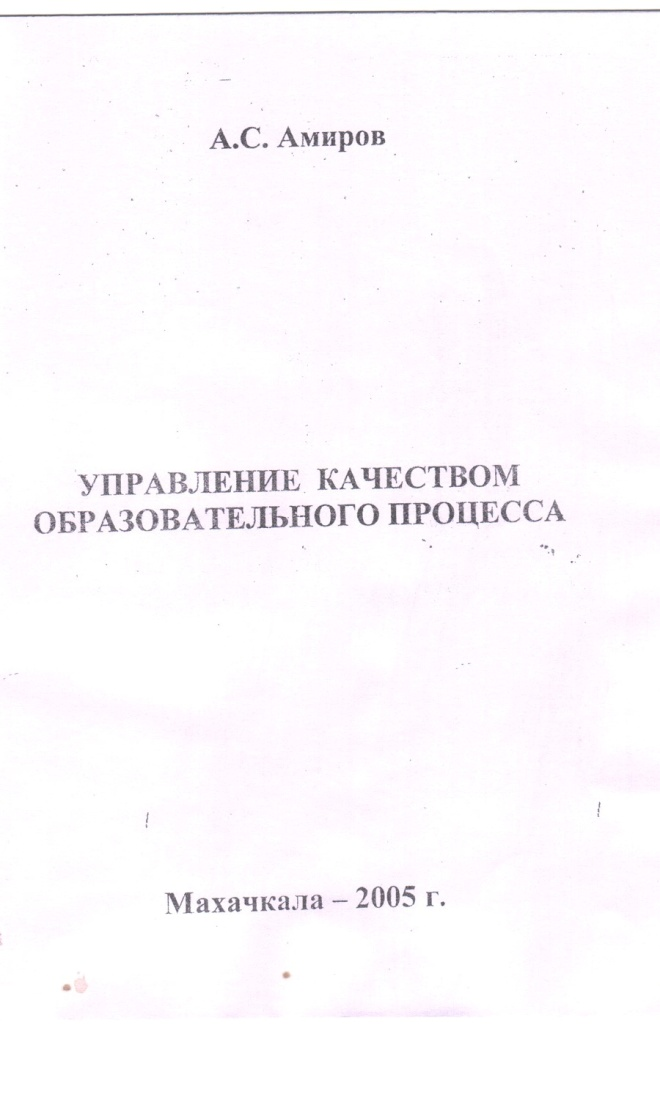 А.С. Амиров
УПРАВЛЕНИЕ КАЧЕСТВОМ
ОБРАЗОВАТЕЛЬНОГО ПРОЦЕССА
Махачкала – 2005 г.